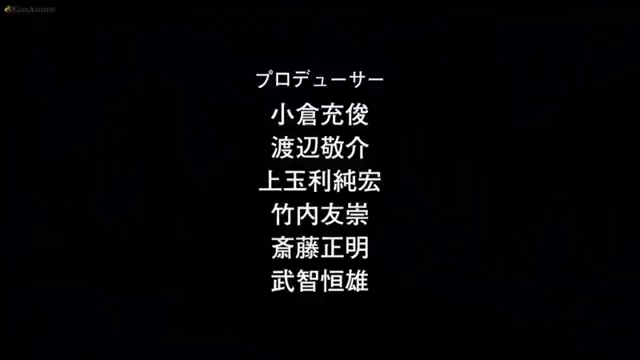 KissAnime
プロデューサー
小倉充俊
渡辺敬介
上玉利純宏
竹内友崇
斎藤正明
武智恒雄